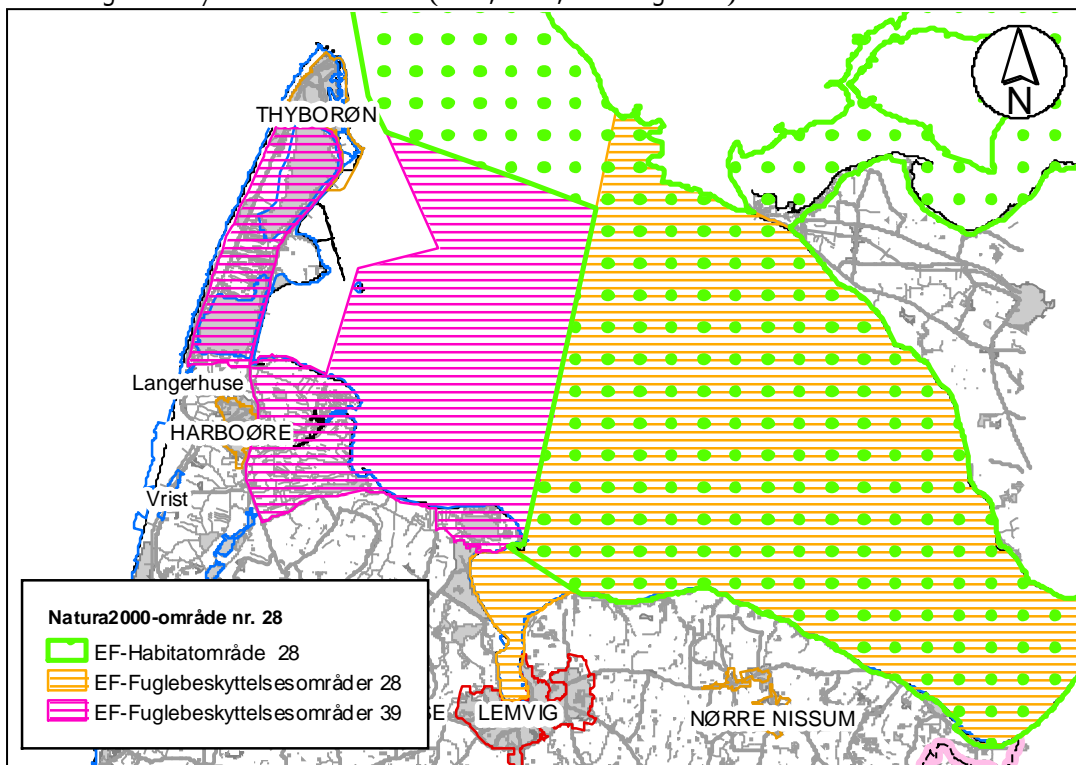 N
THYBORØN
Langerhuse
HARBOØRE
Vrist
Natura2000-område nr. 28
EF-Habitatområde 28
EF-Fuglebeskyttelsesområder 28
EF-Fuglebeskyttelsesområder 39
LEMVIG
NØRRE NISSUM